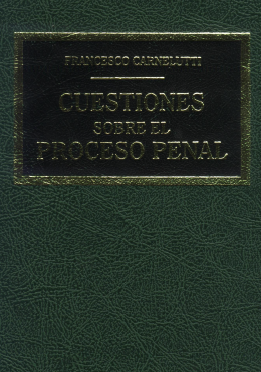 FRANCESCO CARNELUTTI
CUESTIONES
SOBRE EL
PROCESO PENAL